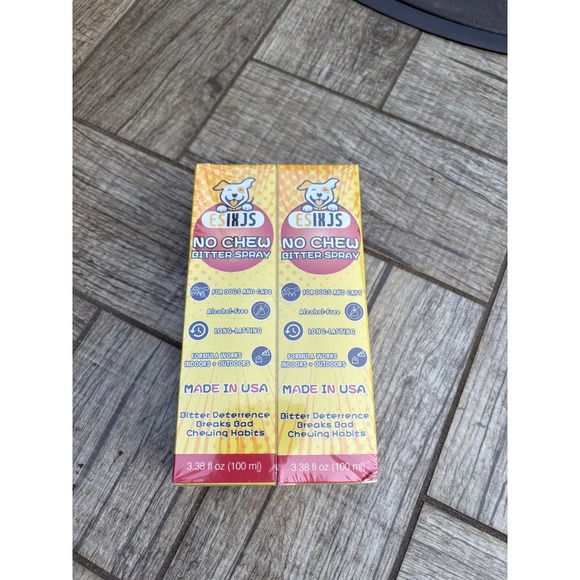 ESIXJS
NO CHEW
BITTER SPRAY
FOR DOGS AND CATS
Alcohol-Free
LONG-LASTING
FORMULA WORKS
INDOORS + OUTDOORS
MADE IN USA
Bitter Deterrence
Breaks Bad
Chewing Habits
3.38 fl oz (100 ml)
ESIXJS
NO CHEW
BITTER SPRAY
FOR DOGS AND CATS
Alcohol-Free
LONG-LASTING
FORMULA WORKS
INDOORS + OUTDOORS
MADE IN USA
Bitter Deterrence
Breaks Bad
Chewing Habits
3.38 fl oz (100 ml)